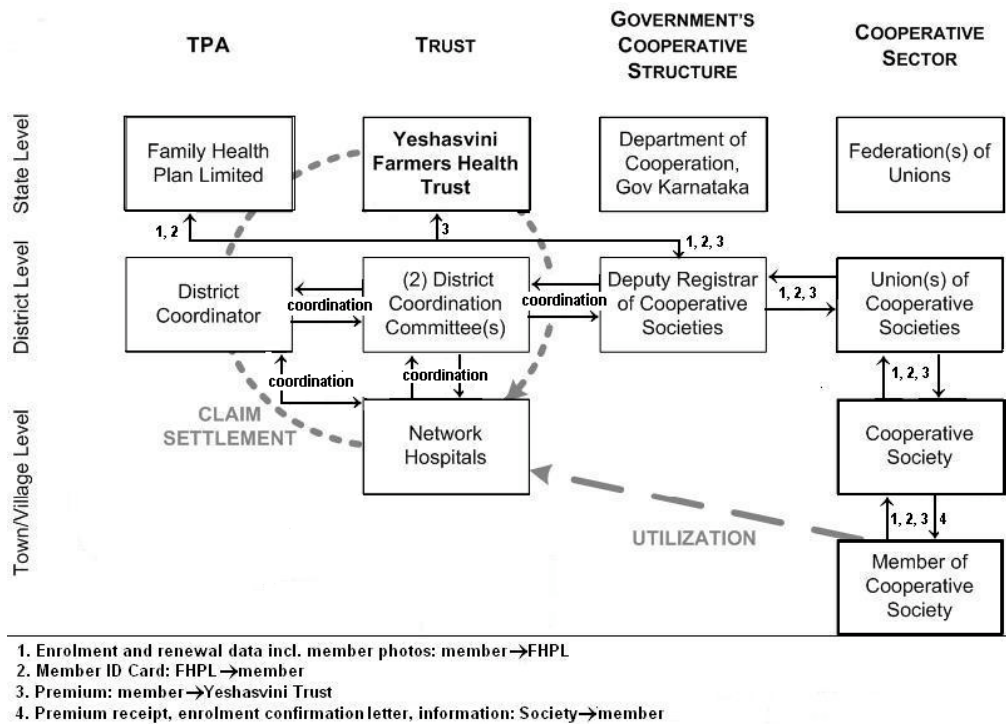 TPA
TRUST
GOVERNMENT'S
COOPERATIVE
STRUCTURE
COOPERATIVE
SECTOR
State Level
Family Health
Plan Limited
Yeshasvini
Farmers Health
Trust
Department of
Cooperation,
Gov Karnataka
Federation(s) of
Unions
1, 2
3
1, 2, 3
District Level
District
Coordinator
coordination
(2) District
Coordination
Committee(s)
coordination
Deputy Registrar
of Cooperative
Societies
1, 2, 3
Union(s) of
Cooperative
Societies
coordination
coordination
1, 2, 3
Town/Village Level
CLAIM
SETTLEMENT
Network
Hospitals
Cooperative
Society
1, 2, 3
4
UTILIZATION
Member of
Cooperative
Society
1. Enrolment and renewal data incl. member photos: member→FHPL
2. Member ID Card: FHPL→member
3. Premium: member→Yeshasvini Trust
4. Premium receipt, enrolment confirmation letter, information: Society→member